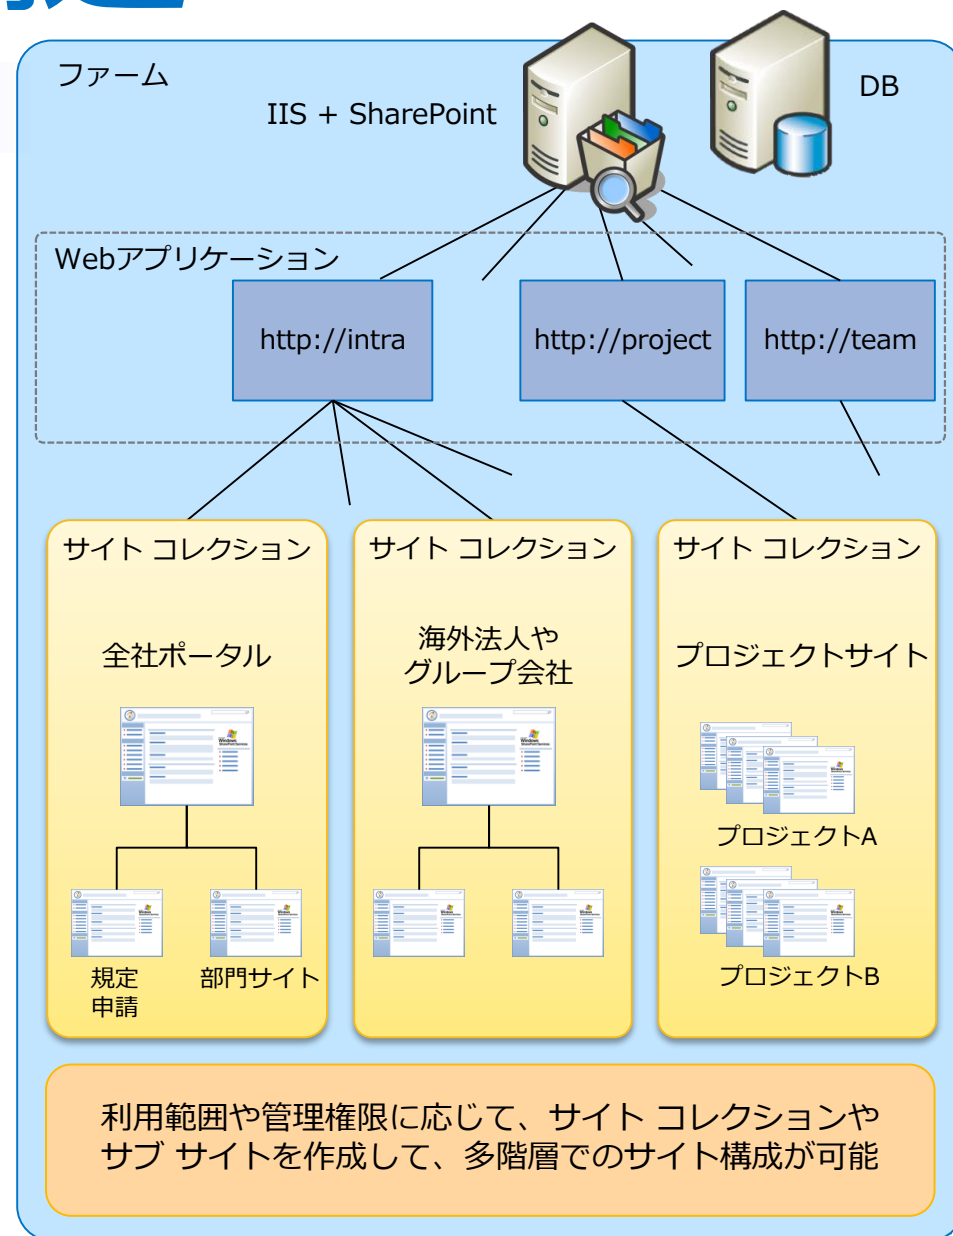 ファーム
IIS + SharePoint
DB
Webアプリケーション
http://intra
http://project
http://team
サイト コレクション
全社ポータル
規定
申請
部門サイト
サイト コレクション
海外法人や
グループ会社
サイト コレクション
プロジェクトサイト
プロジェクトA
プロジェクトB
利用範囲や管理権限に応じて、サイト コレクションや
サブ サイトを作成して、多階層でのサイト構成が可能